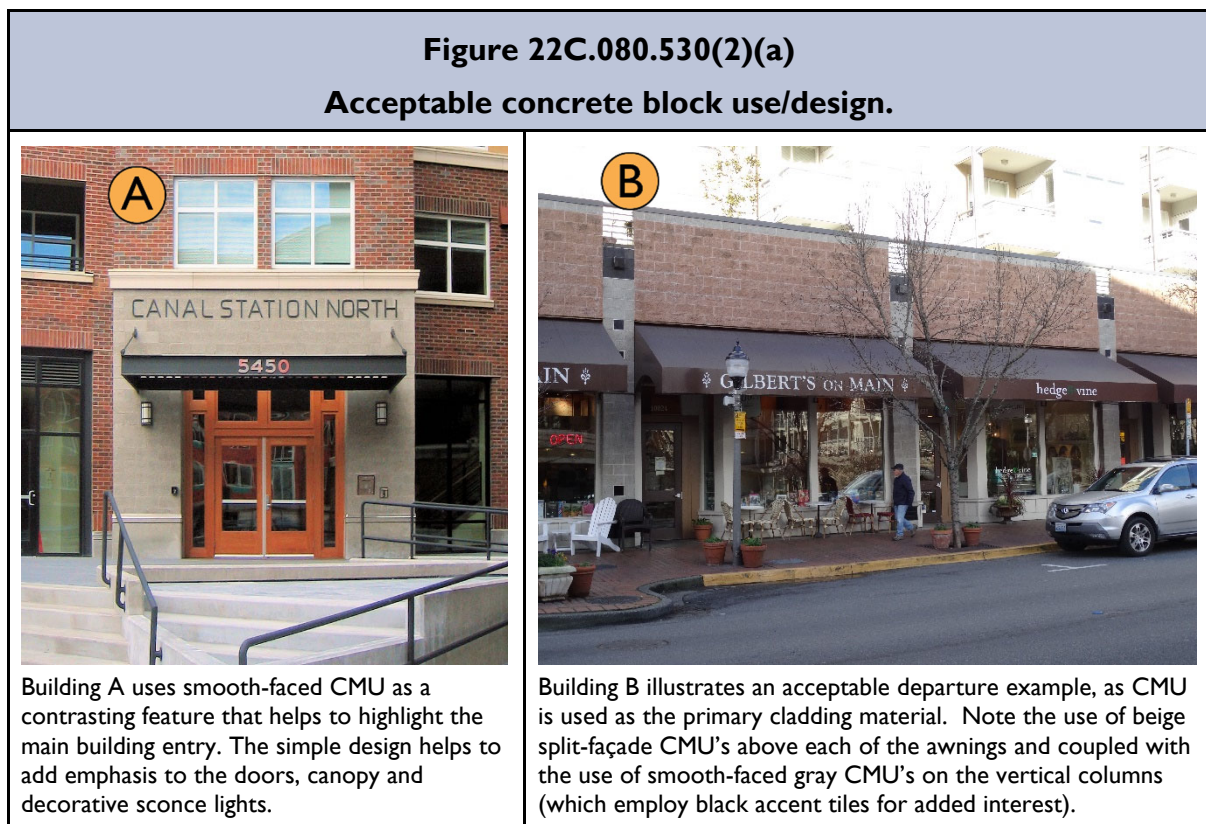 Figure 22C.080.530(2)(a)
Acceptable concrete block use/design.
A
CANAL STATION NORTH
5450
B
AIN
GILBERT'S ON MAIN
hedge vine
OPEN
Building A uses smooth-faced CMU as a
contrasting feature that helps to highlight the
main building entry. The simple design helps to
add emphasis to the doors, canopy and
decorative sconce lights.
Building B illustrates an acceptable departure example, as CMU
is used as the primary cladding material.  Note the use of beige
split-façade CMU's above each of the awnings and coupled with
the use of smooth-faced gray CMU's on the vertical columns
(which employ black accent tiles for added interest).